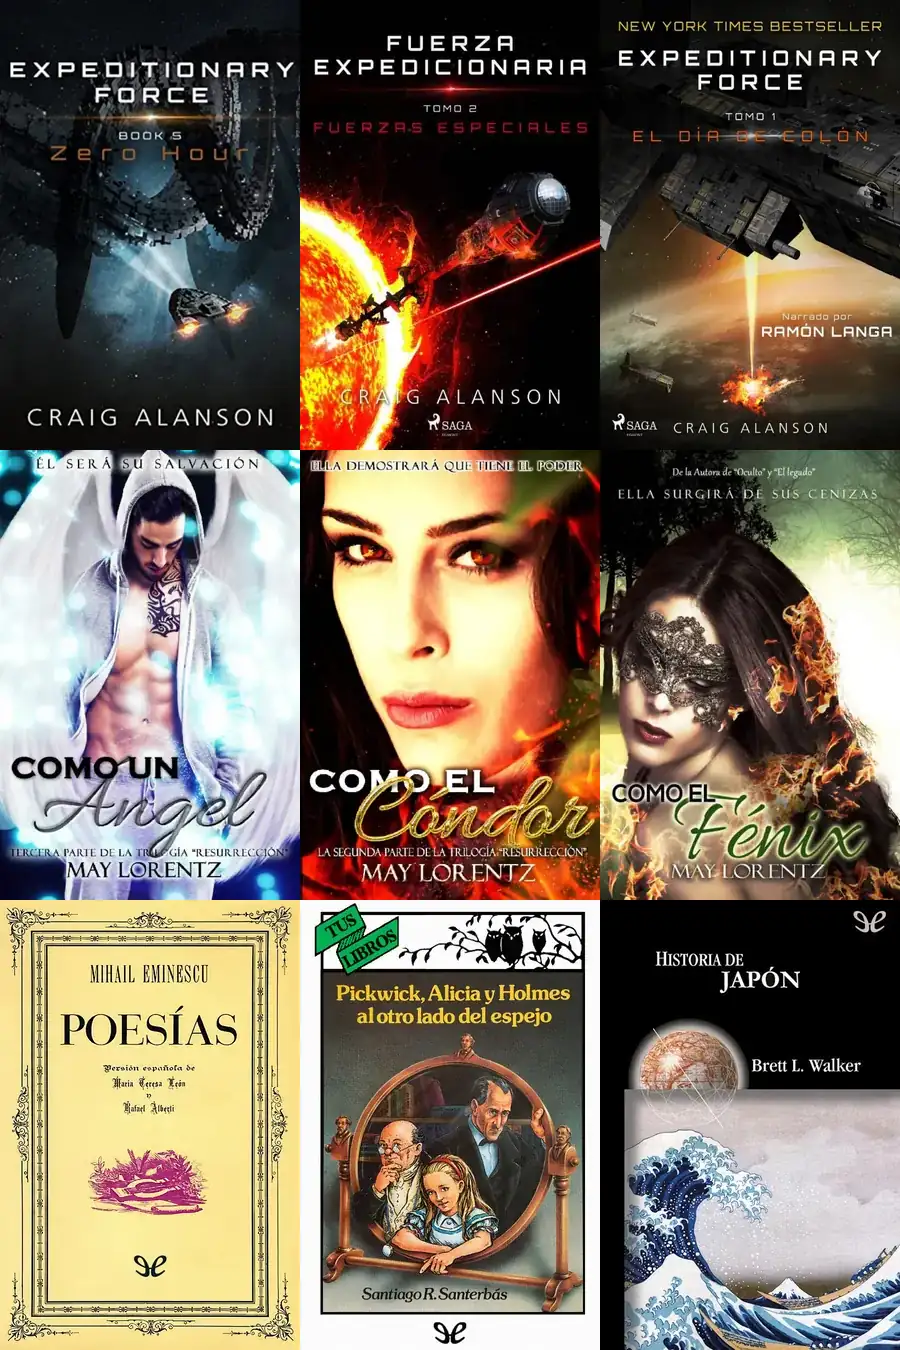 EXPEDITIONARY
FORCE
BOOK 5
Zero Hour
CRAIG ALANSON
FUERZA
EXPEDICIONARIA
TOMO 2
FUERZAS ESPECIALES
CRAIG ALANSON
SAGA
EGMONT
NEW YORK TIMES BESTSELLER
EXPEDITIONARY
FORCE
TOMO 1
EL DÍA DE COLÓN
Narrado por
RAMÓN LANGA
SAGA
EGMONT
CRAIG ALANSON
ÉL SERÁ SU SALVACIÓN
COMO UN
Angel
TERCERA PARTE DE LA TRILOGÍA "RESURRECCIÓN"
MAY LORENTZ
ELLA DEMOSTRARÁ QUE TIENE EL PODER
COMO EL
Cóndor
LA SEGUNDA PARTE DE LA TRILOGÍA "RESURRECCIÓN"
MAY LORENTZ
De la Autora de "Oculto" y "El legado"
ELLA SURGIRÁ DE SUS CENIZAS
COMO EL
Fénix
MAY LORENTZ
MIHAIL EMINESCU
POESÍAS
Versión española de
María Teresa León
y
Rafael Alberti
TUS
LIBROS
Pickwick, Alicia y Holmes
al otro lado del espejo
Santiago R. Santerbás
HISTORIA DE
JAPÓN
Brett L. Walker